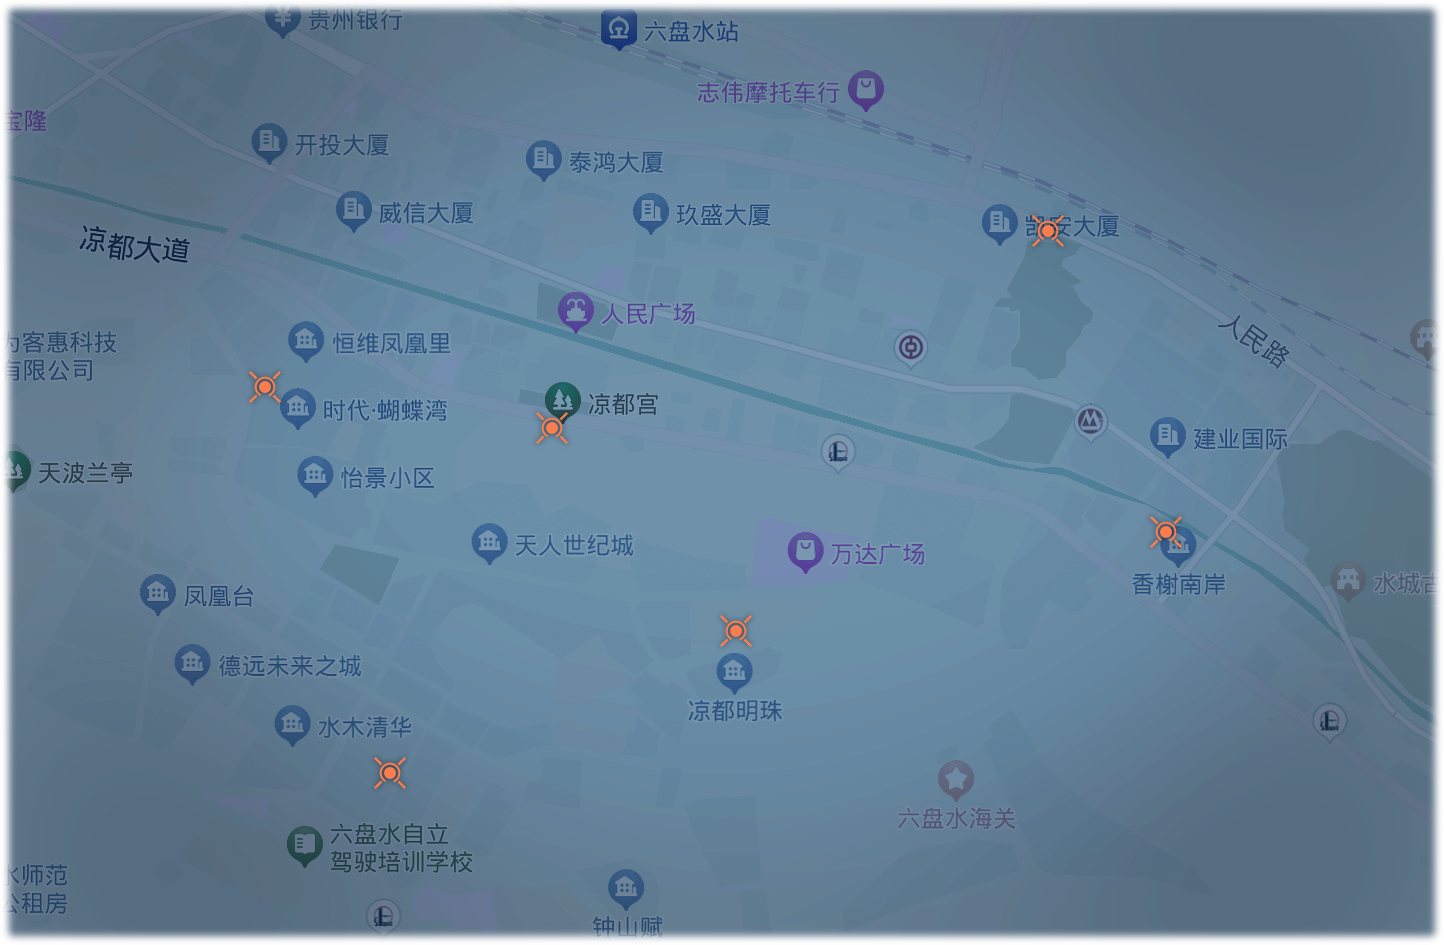 贵州银行
六盘水站
志伟摩托车行
宝隆
开投大厦
泰鸿大厦
威信大厦
玖盛大厦
凯安大厦
凉都大道
人民广场
人民路
为客惠科技
有限公司
恒维凤凰里
时代·蝴蝶湾
凉都宫
建业国际
天波兰亭
怡景小区
天人世纪城
万达广场
香榭南岸
水城古
凤凰台
德远未来之城
凉都明珠
水木清华
六盘水海关
六盘水自立
驾驶培训学校
水师范
公租房
钟山赋